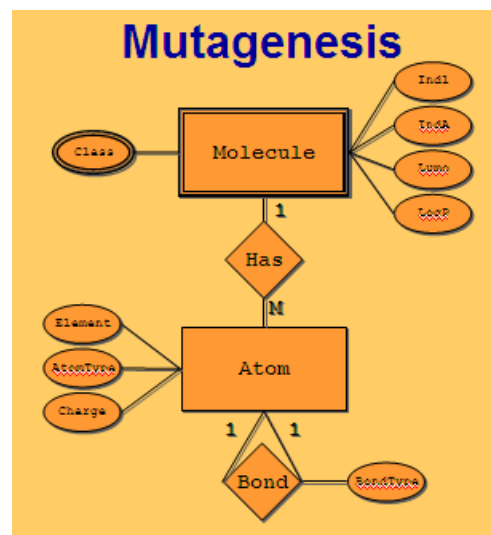 Mutagenesis
Ind1
Class
Molecule
IndA
Lumo
LogP
1
Has
M
Element
AtomType
Atom
Charge
1 1
Bond
BondType